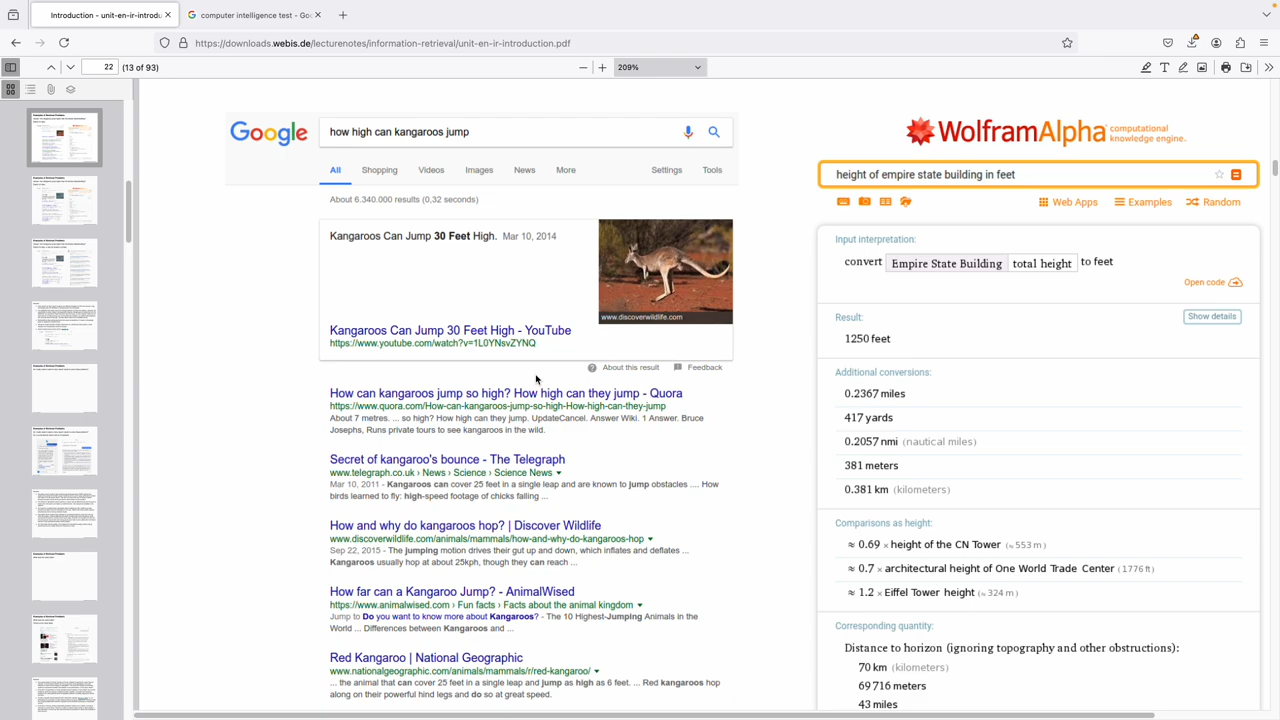 Introduction - unit-en-ir-introdu
computer intelligence test - Go
https://downloads.webis.de/lecturenotes/information-retrieval/unit-en-ir-introduction.pdf
22 (13 of 93)
209%
Google
how high can kangaroos jump
All Shopping Videos Images News More Settings Tools
About 6.340.000 results (0,32 seconds)
Kangaroos Can Jump 30 Feet High. Mar 10, 2014
www.discoverwildlife.com
Kangaroos Can Jump 30 Feet High - YouTube
https://www.youtube.com/watch?v=1L0YNsvZYNQ
About this result Feedback
How can kangaroos jump so high? How high can they jump - Quora
https://www.quora.com/How-can-kangaroos-jump-so-high-How-high-can-they-jump
About 7 metres. ... so high? How high can they jump. UpdateCancel. Answer Wiki. 1 Answer. Bruce
Josephs, Runs private tours to see kangaroos in the wild.
Secret of kangaroo's bounce - The Telegraph
www.telegraph.co.uk › News › Science › Science News
Mar 10, 2011 - Kangaroos can cover 25 feet in a single leap and are known to jump obstacles .... How
birds learned to fly: high-speed footage of chicks falling ...
How and why do kangaroos hop? | Discover Wildlife
www.discoverwildlife.com/animals/mammals/how-and-why-do-kangaroos-hop
Sep 22, 2015 - The jumping motion drives their gut up and down, which inflates and deflates ...
Kangaroos usually hop at about 25kph, though they can reach ...
How far can a Kangaroo Jump? - AnimalWised
https://www.animalwised.com › Fun facts › Facts about the animal kingdom
Jump to Do you want to know more about Kangaroos? - The 10 Highest-Jumping Animals in the
World ... Differences between Kangaroos and ...
Red Kangaroo | National Geographic
www.nationalgeographic.com/animals/mammals/r/red-kangaroo/
... the animal that can cover 25 feet in a single leap and jump as high as 6 feet. ... Red kangaroos hop
along on their powerful hind legs and do so at great speed.
WolframAlpha computational
knowledge engine.
height of empire state building in feet
Web Apps Examples Random
Input interpretation:
convert Empire State Building total height to feet
Open code
Result:
Show details
1250 feet
Additional conversions:
0.2367 miles
417 yards
0.2057 nmi (nautical miles)
381 meters
0.381 km (kilometers)
Comparisons as height:
≈ 0.69 × height of the CN Tower (≈ 553 m)
≈ 0.7 × architectural height of One World Trade Center (1776 ft)
≈ 1.2 × Eiffel Tower height (≈ 324 m)
Corresponding quantity:
Distance to horizon (ignoring topography and other obstructions):
70 km (kilometers)
69716 meters
43 miles